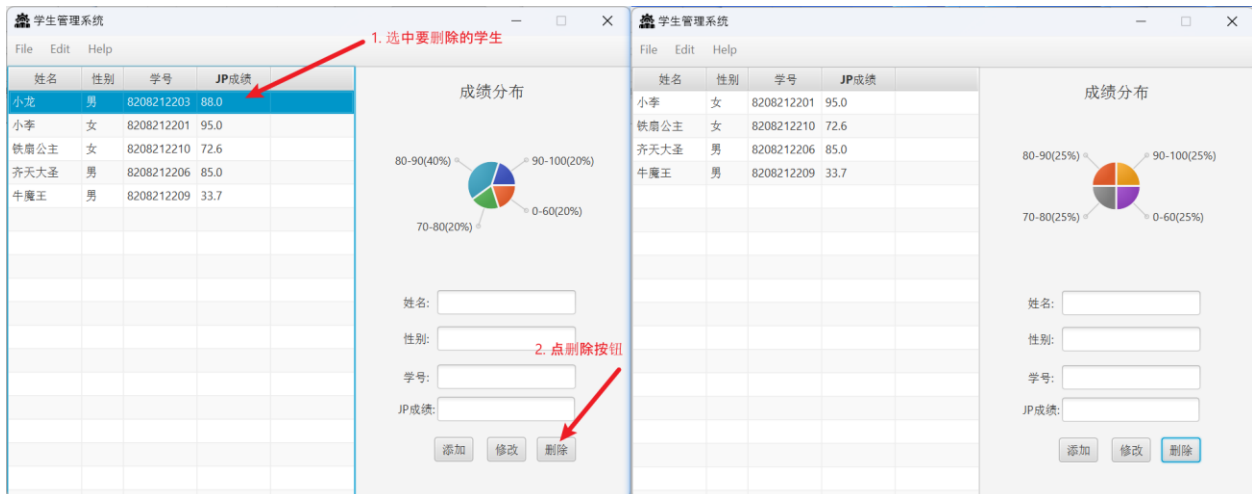 学生管理系统
File Edit Help
1. 选中要删除的学生
姓名 性别 学号 JP成绩
小龙 男 8208212203 88.0
小李 女 8208212201 95.0
铁扇公主 女 8208212210 72.6
齐天大圣 男 8208212206 85.0
牛魔王 男 8208212209 33.7
成绩分布
80-90(40%)
90-100(20%)
0-60(20%)
70-80(20%)
姓名:
性别:
2. 点删除按钮
学号:
JP成绩:
添加 修改 删除
学生管理系统
File Edit Help
姓名 性别 学号 JP成绩
小李 女 8208212201 95.0
铁扇公主 女 8208212210 72.6
齐天大圣 男 8208212206 85.0
牛魔王 男 8208212209 33.7
成绩分布
80-90(25%)
90-100(25%)
70-80(25%)
0-60(25%)
姓名:
性别:
学号:
JP成绩:
添加 修改 删除